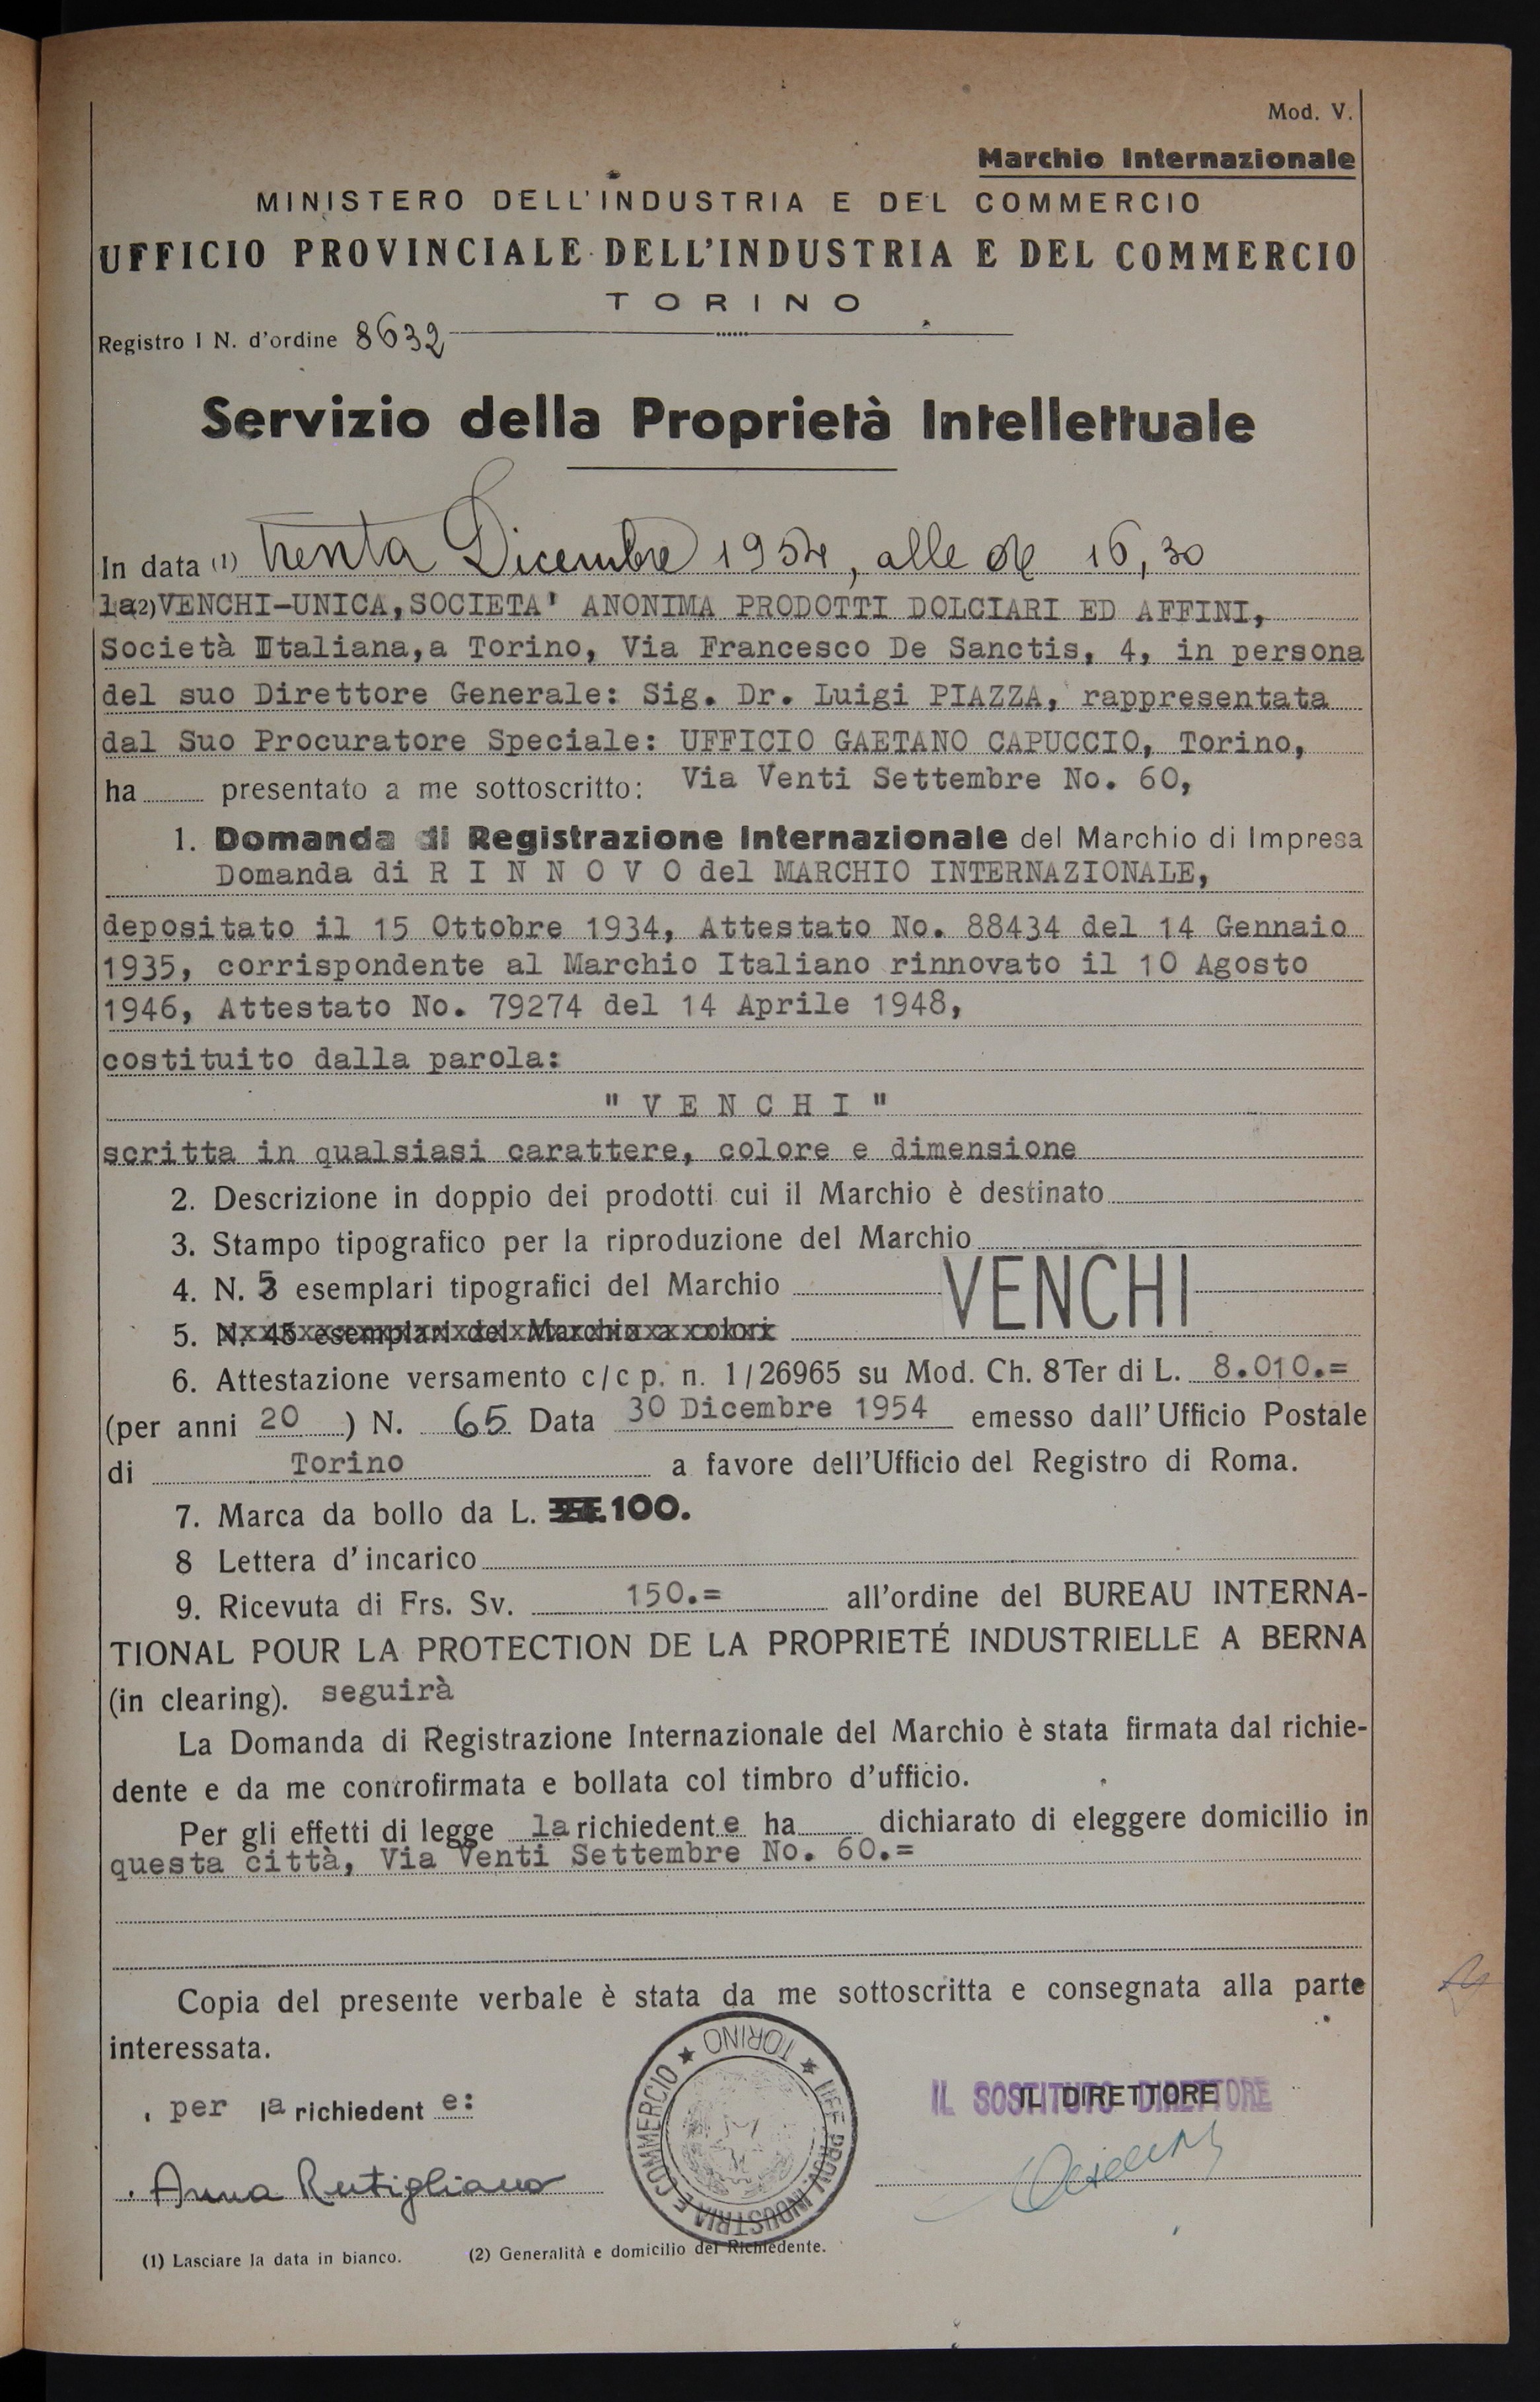 Mod. V.
Marchio Internazionale
MINISTERO DELL'INDUSTRIA E DEL COMMERCIO
UFFICIO PROVINCIALE DELL'INDUSTRIA E DEL COMMERCIO
TORINO
Registro I N. d'ordine 8632
Servizio della Proprietà Intellettuale
In data (1) trenta Dicembre 1954, alle ore 16,30
la(2) VENCHI-UNICA, SOCIETA' ANONIMA PRODOTTI DOLCIARI ED AFFINI,
Società Italiana, a Torino, Via Francesco De Sanctis, 4, in persona
del suo Direttore Generale: Sig. Dr. Luigi PIAZZA, rappresentata
dal Suo Procuratore Speciale: UFFICIO GAETANO CAPUCCIO, Torino,
ha presentato a me sottoscritto: Via Venti Settembre No. 60,
1. Domanda di Registrazione Internazionale del Marchio di Impresa
Domanda di R I N N O V O del MARCHIO INTERNAZIONALE,
depositato il 15 Ottobre 1934, Attestato No. 88434 del 14 Gennaio
1935, corrispondente al Marchio Italiano rinnovato il 10 Agosto
1946, Attestato No. 79274 del 14 Aprile 1948,
costituito dalla parola:
" V E N C H I "
scritta in qualsiasi carattere, colore e dimensione
2. Descrizione in doppio dei prodotti cui il Marchio è destinato
3. Stampo tipografico per la riproduzione del Marchio
4. N. 5 esemplari tipografici del Marchio VENCHI
5. N. 45 esemplari del Marchio a colori
6. Attestazione versamento c/c p. n. 1/26965 su Mod. Ch. 8 Ter di L. 8.010.=
(per anni 20 ) N. 65 Data 30 Dicembre 1954 emesso dall'Ufficio Postale
di Torino a favore dell'Ufficio del Registro di Roma.
7. Marca da bollo da L. 100.
8 Lettera d'incarico
9. Ricevuta di Frs. Sv. 150.= all'ordine del BUREAU INTERNA-
TIONAL POUR LA PROTECTION DE LA PROPRIETÉ INDUSTRIELLE A BERNA
(in clearing). seguirà
La Domanda di Registrazione Internazionale del Marchio è stata firmata dal richie-
dente e da me controfirmata e bollata col timbro d'ufficio.
Per gli effetti di legge la richiedente ha dichiarato di eleggere domicilio in
questa città, Via Venti Settembre No. 60.=
Copia del presente verbale è stata da me sottoscritta e consegnata alla parte
interessata.
per la richiedente:
IL DIRETTORE
IL SOSTITUTO DIRETTORE
UFF. PROV. INDUSTRIA E COMMERCIO ★ TORINO ★
Anna Rutigliano
(1) Lasciare la data in bianco. (2) Generalità e domicilio del Richiedente.